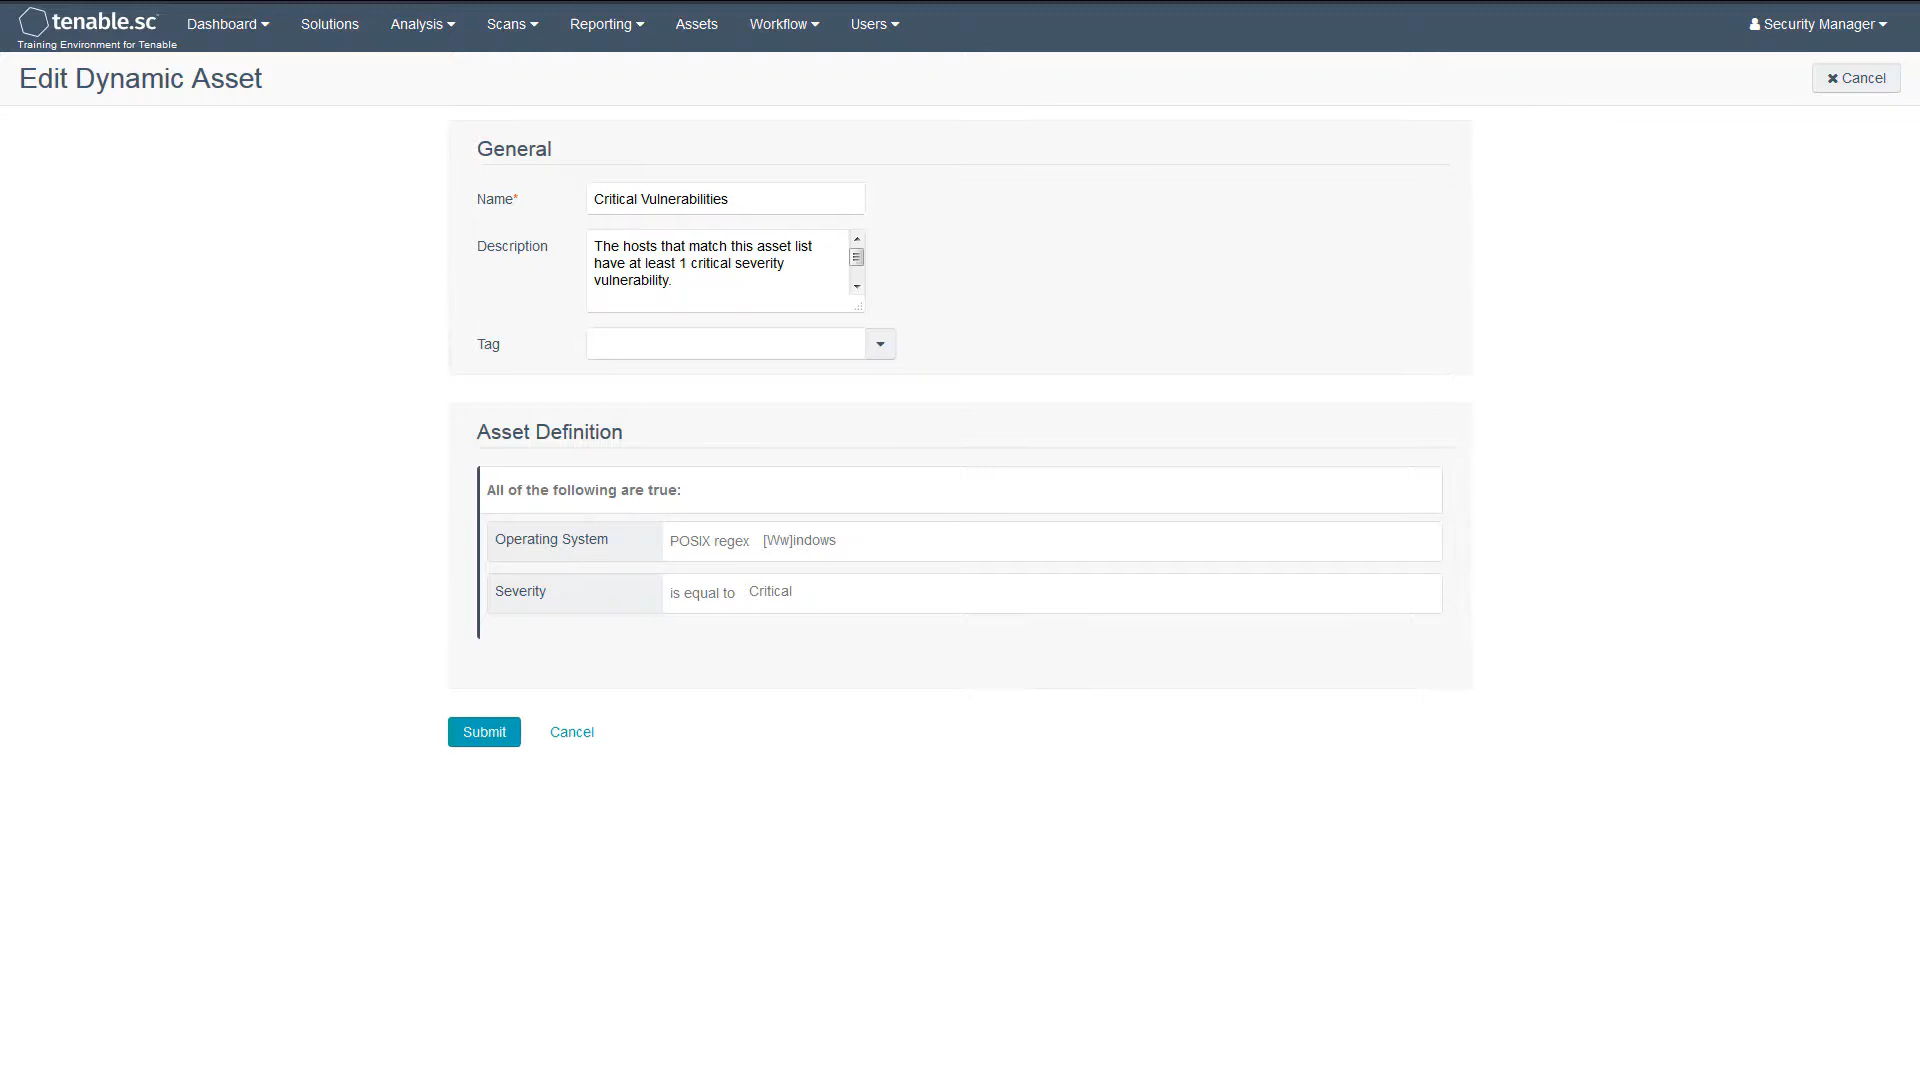 tenable.sc
Training Environment for Tenable
Dashboard
Solutions
Analysis
Scans
Reporting
Assets
Workflow
Users
Security Manager
Edit Dynamic Asset
Cancel
General
Name*
Critical Vulnerabilities
Description
The hosts that match this asset list
have at least 1 critical severity
vulnerability.
Tag
Asset Definition
All of the following are true:
Operating System
POSIX regex
[Ww]indows
Severity
is equal to
Critical
Submit
Cancel